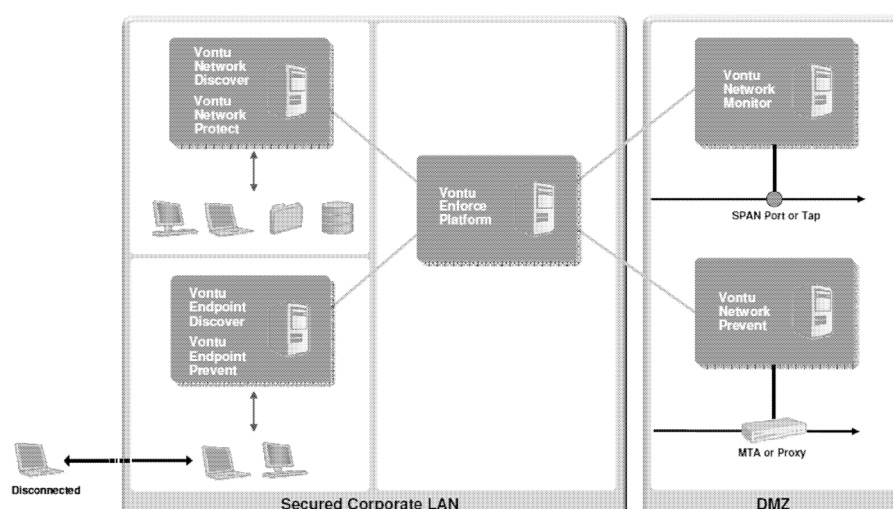 Vontu
Network
Discover
Vontu
Network
Protect
Vontu
Enforce
Platform
Vontu
Network
Monitor
SPAN Port or Tap
Vontu
Endpoint
Discover
Vontu
Endpoint
Prevent
Vontu
Network
Prevent
MTA or Proxy
Disconnected
Secured Corporate LAN
DMZ